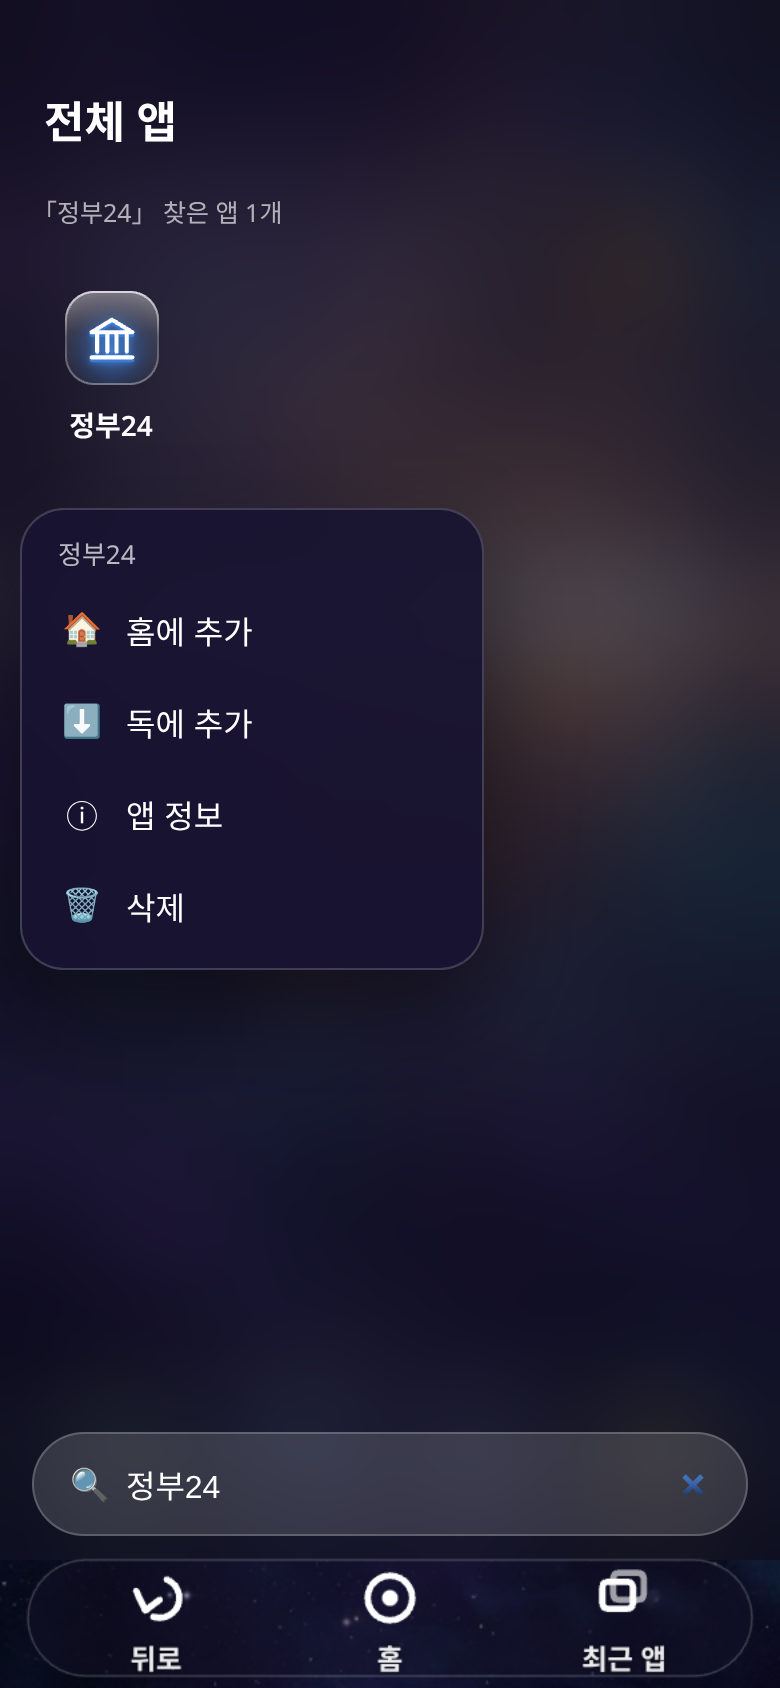 전체 앱
「정부24」 찾은 앱 1개
정부24
정부24
홈에 추가
독에 추가
앱 정보
삭제
정부24
뒤로
홈
최근 앱